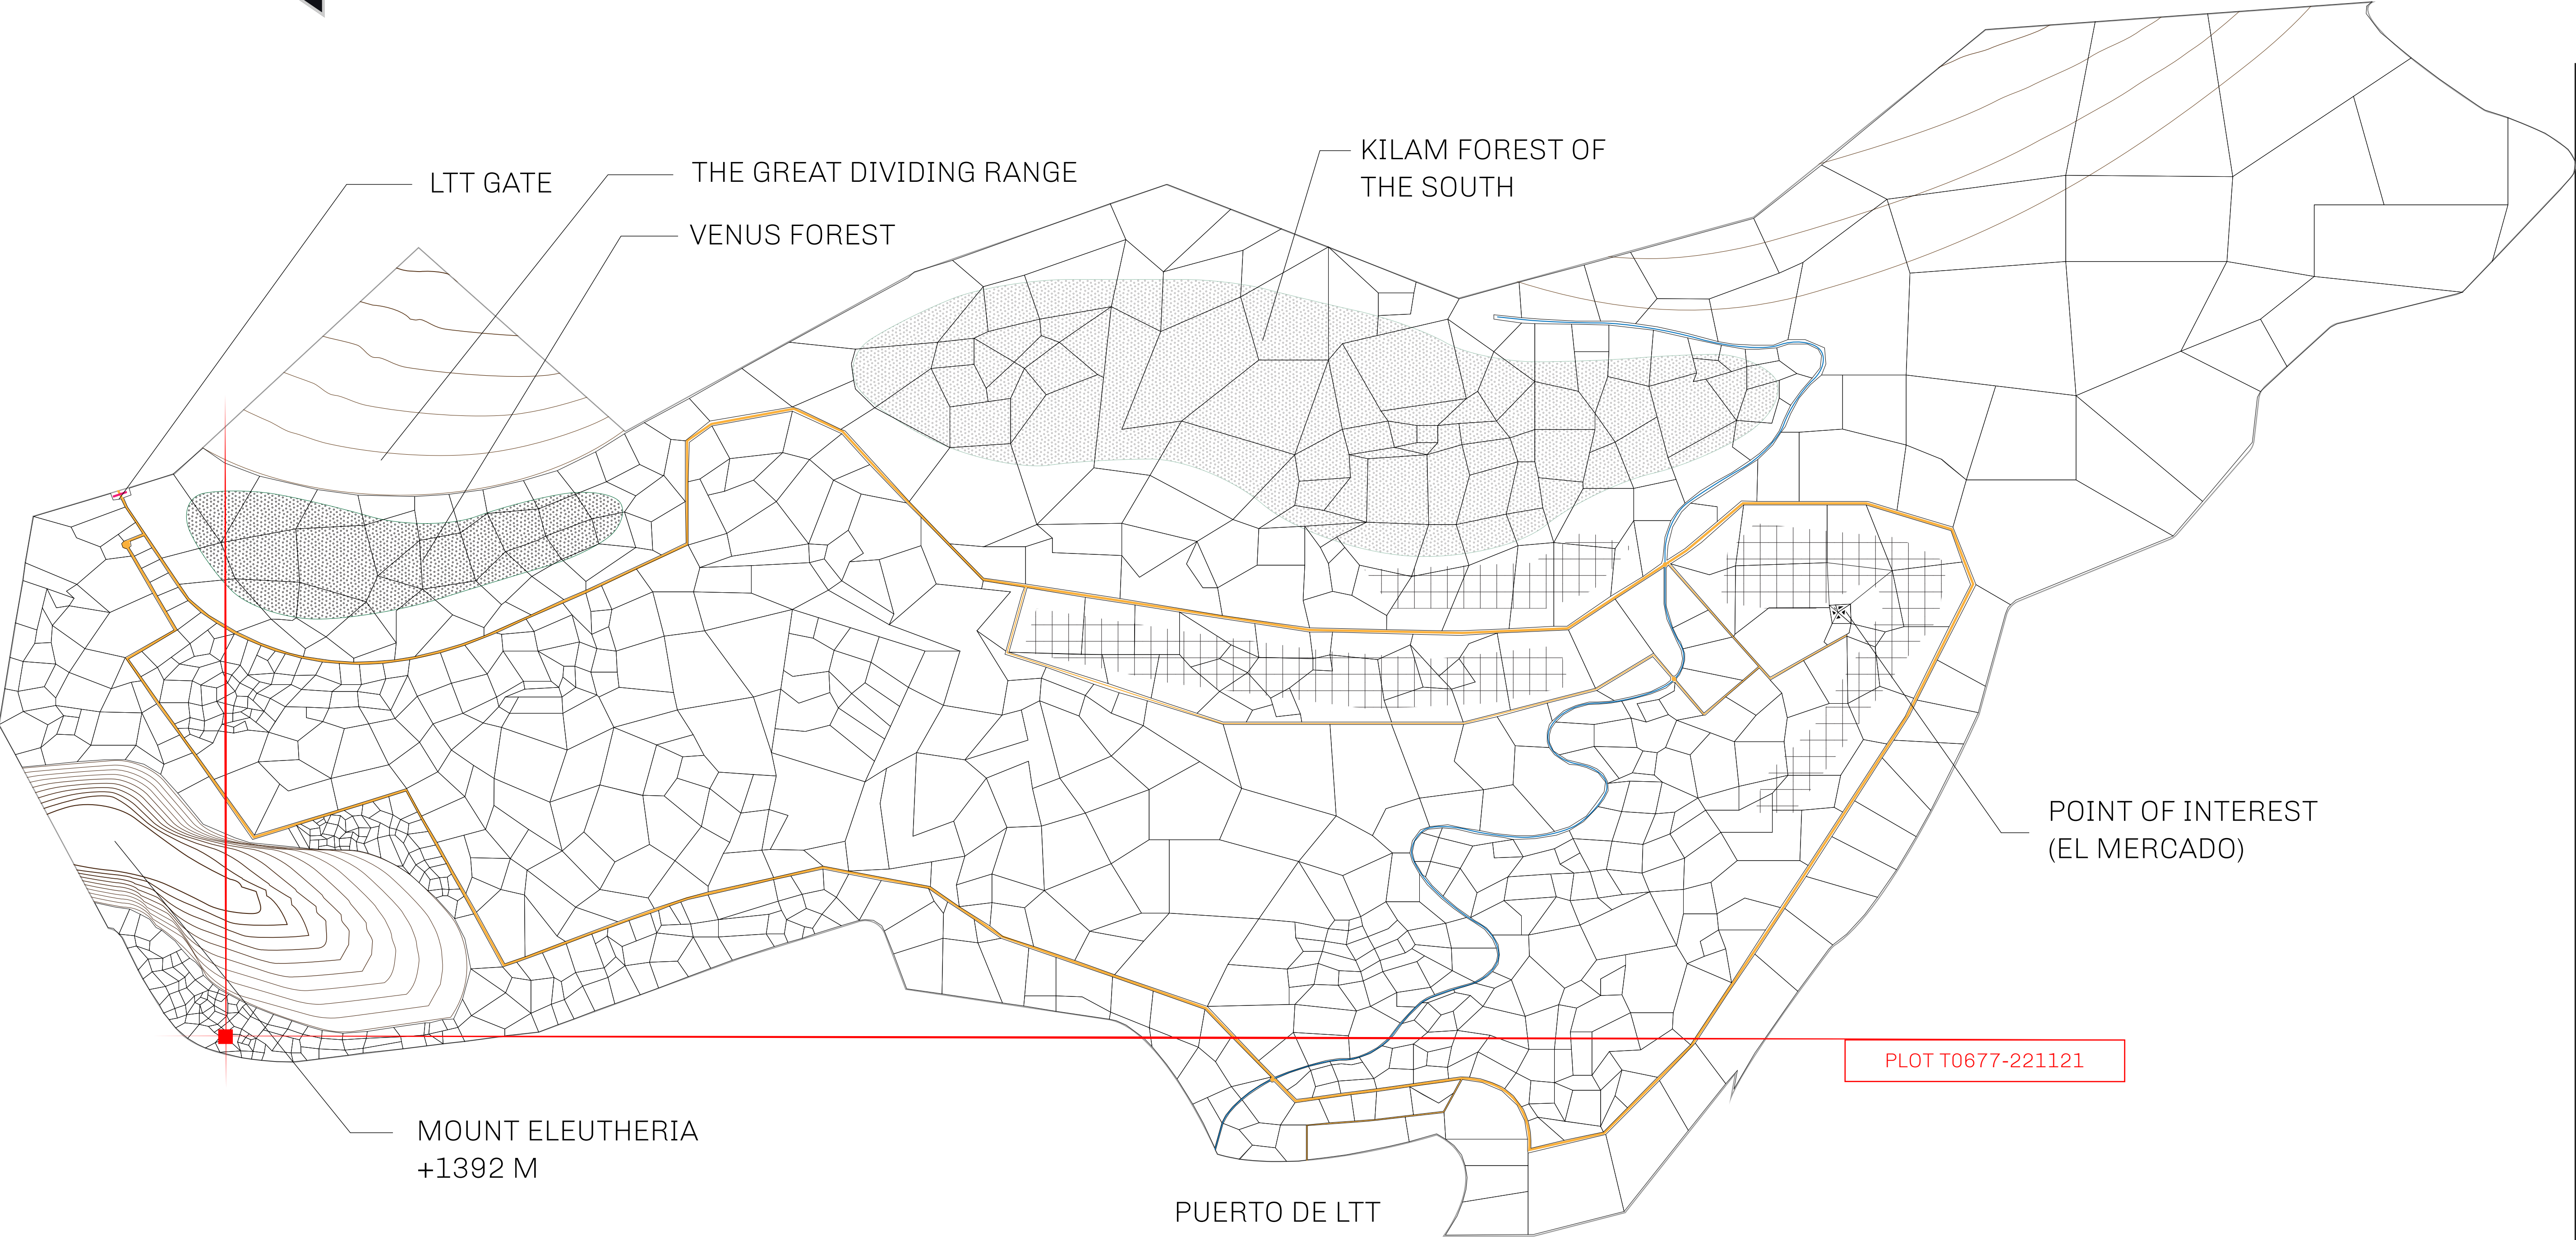 LTT GATE
THE GREAT DIVIDING RANGE
VENUS FOREST
KILAM FOREST OF
THE SOUTH
POINT OF INTEREST
(EL MERCADO)
PLOT T0677-221121
MOUNT ELEUTHERIA
+1392 M
PUERTO DE LTT